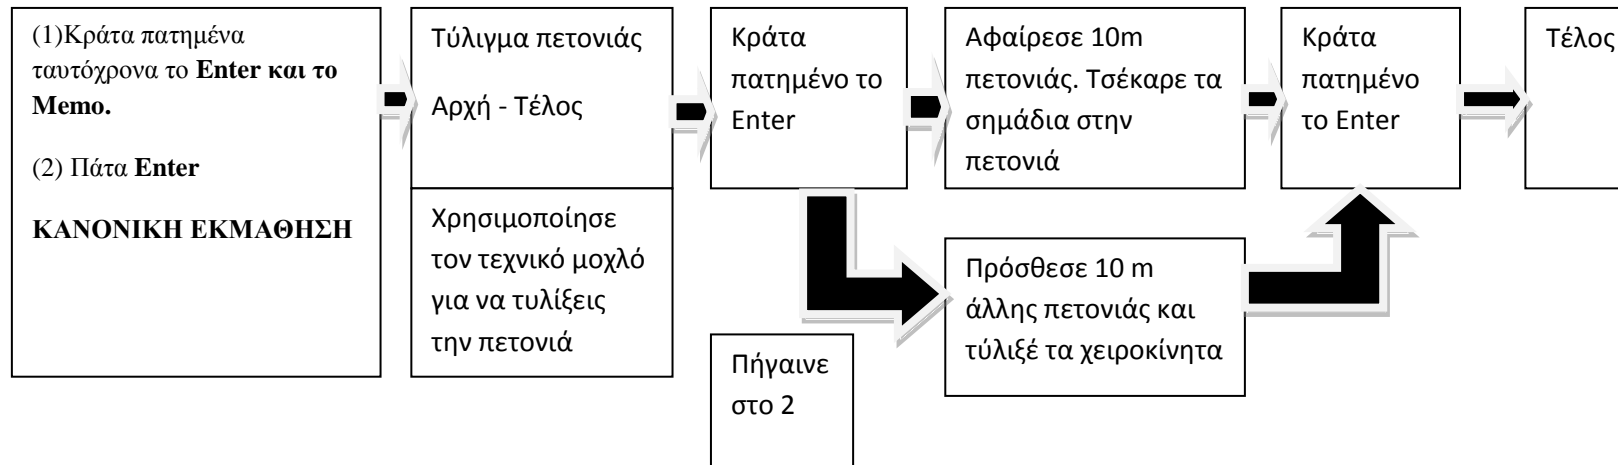 (1)Κράτα πατημένα
ταυτόχρονα το Enter και το
Memo.
(2) Πάτα Enter
ΚΑΝΟΝΙΚΗ ΕΚΜΑΘΗΣΗ
Τύλιγμα πετονιάς
Αρχή - Τέλος
Χρησιμοποίησε
τον τεχνικό μοχλό
για να τυλίξεις
την πετονιά
Κράτα
πατημένο το
Enter
Πήγαινε
στο 2
Αφαίρεσε 10m
πετονιάς. Τσέκαρε τα
σημάδια στην
πετονιά
Πρόσθεσε 10 m
άλλης πετονιάς και
τύλιξέ τα χειροκίνητα
Κράτα
πατημένο
το Enter
Τέλος